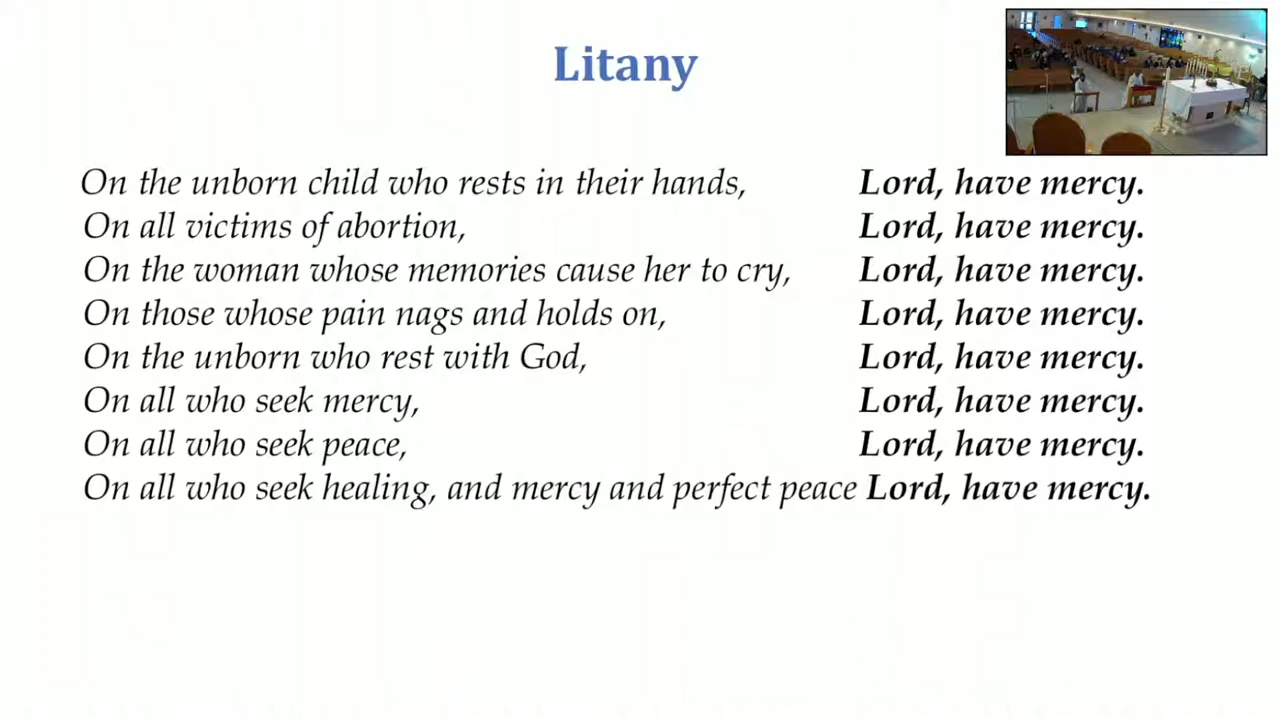 Litany
On the unborn child who rests in their hands, Lord, have mercy.
On all victims of abortion, Lord, have mercy.
On the woman whose memories cause her to cry, Lord, have mercy.
On those whose pain nags and holds on, Lord, have mercy.
On the unborn who rest with God, Lord, have mercy.
On all who seek mercy, Lord, have mercy.
On all who seek peace, Lord, have mercy.
On all who seek healing, and mercy and perfect peace Lord, have mercy.